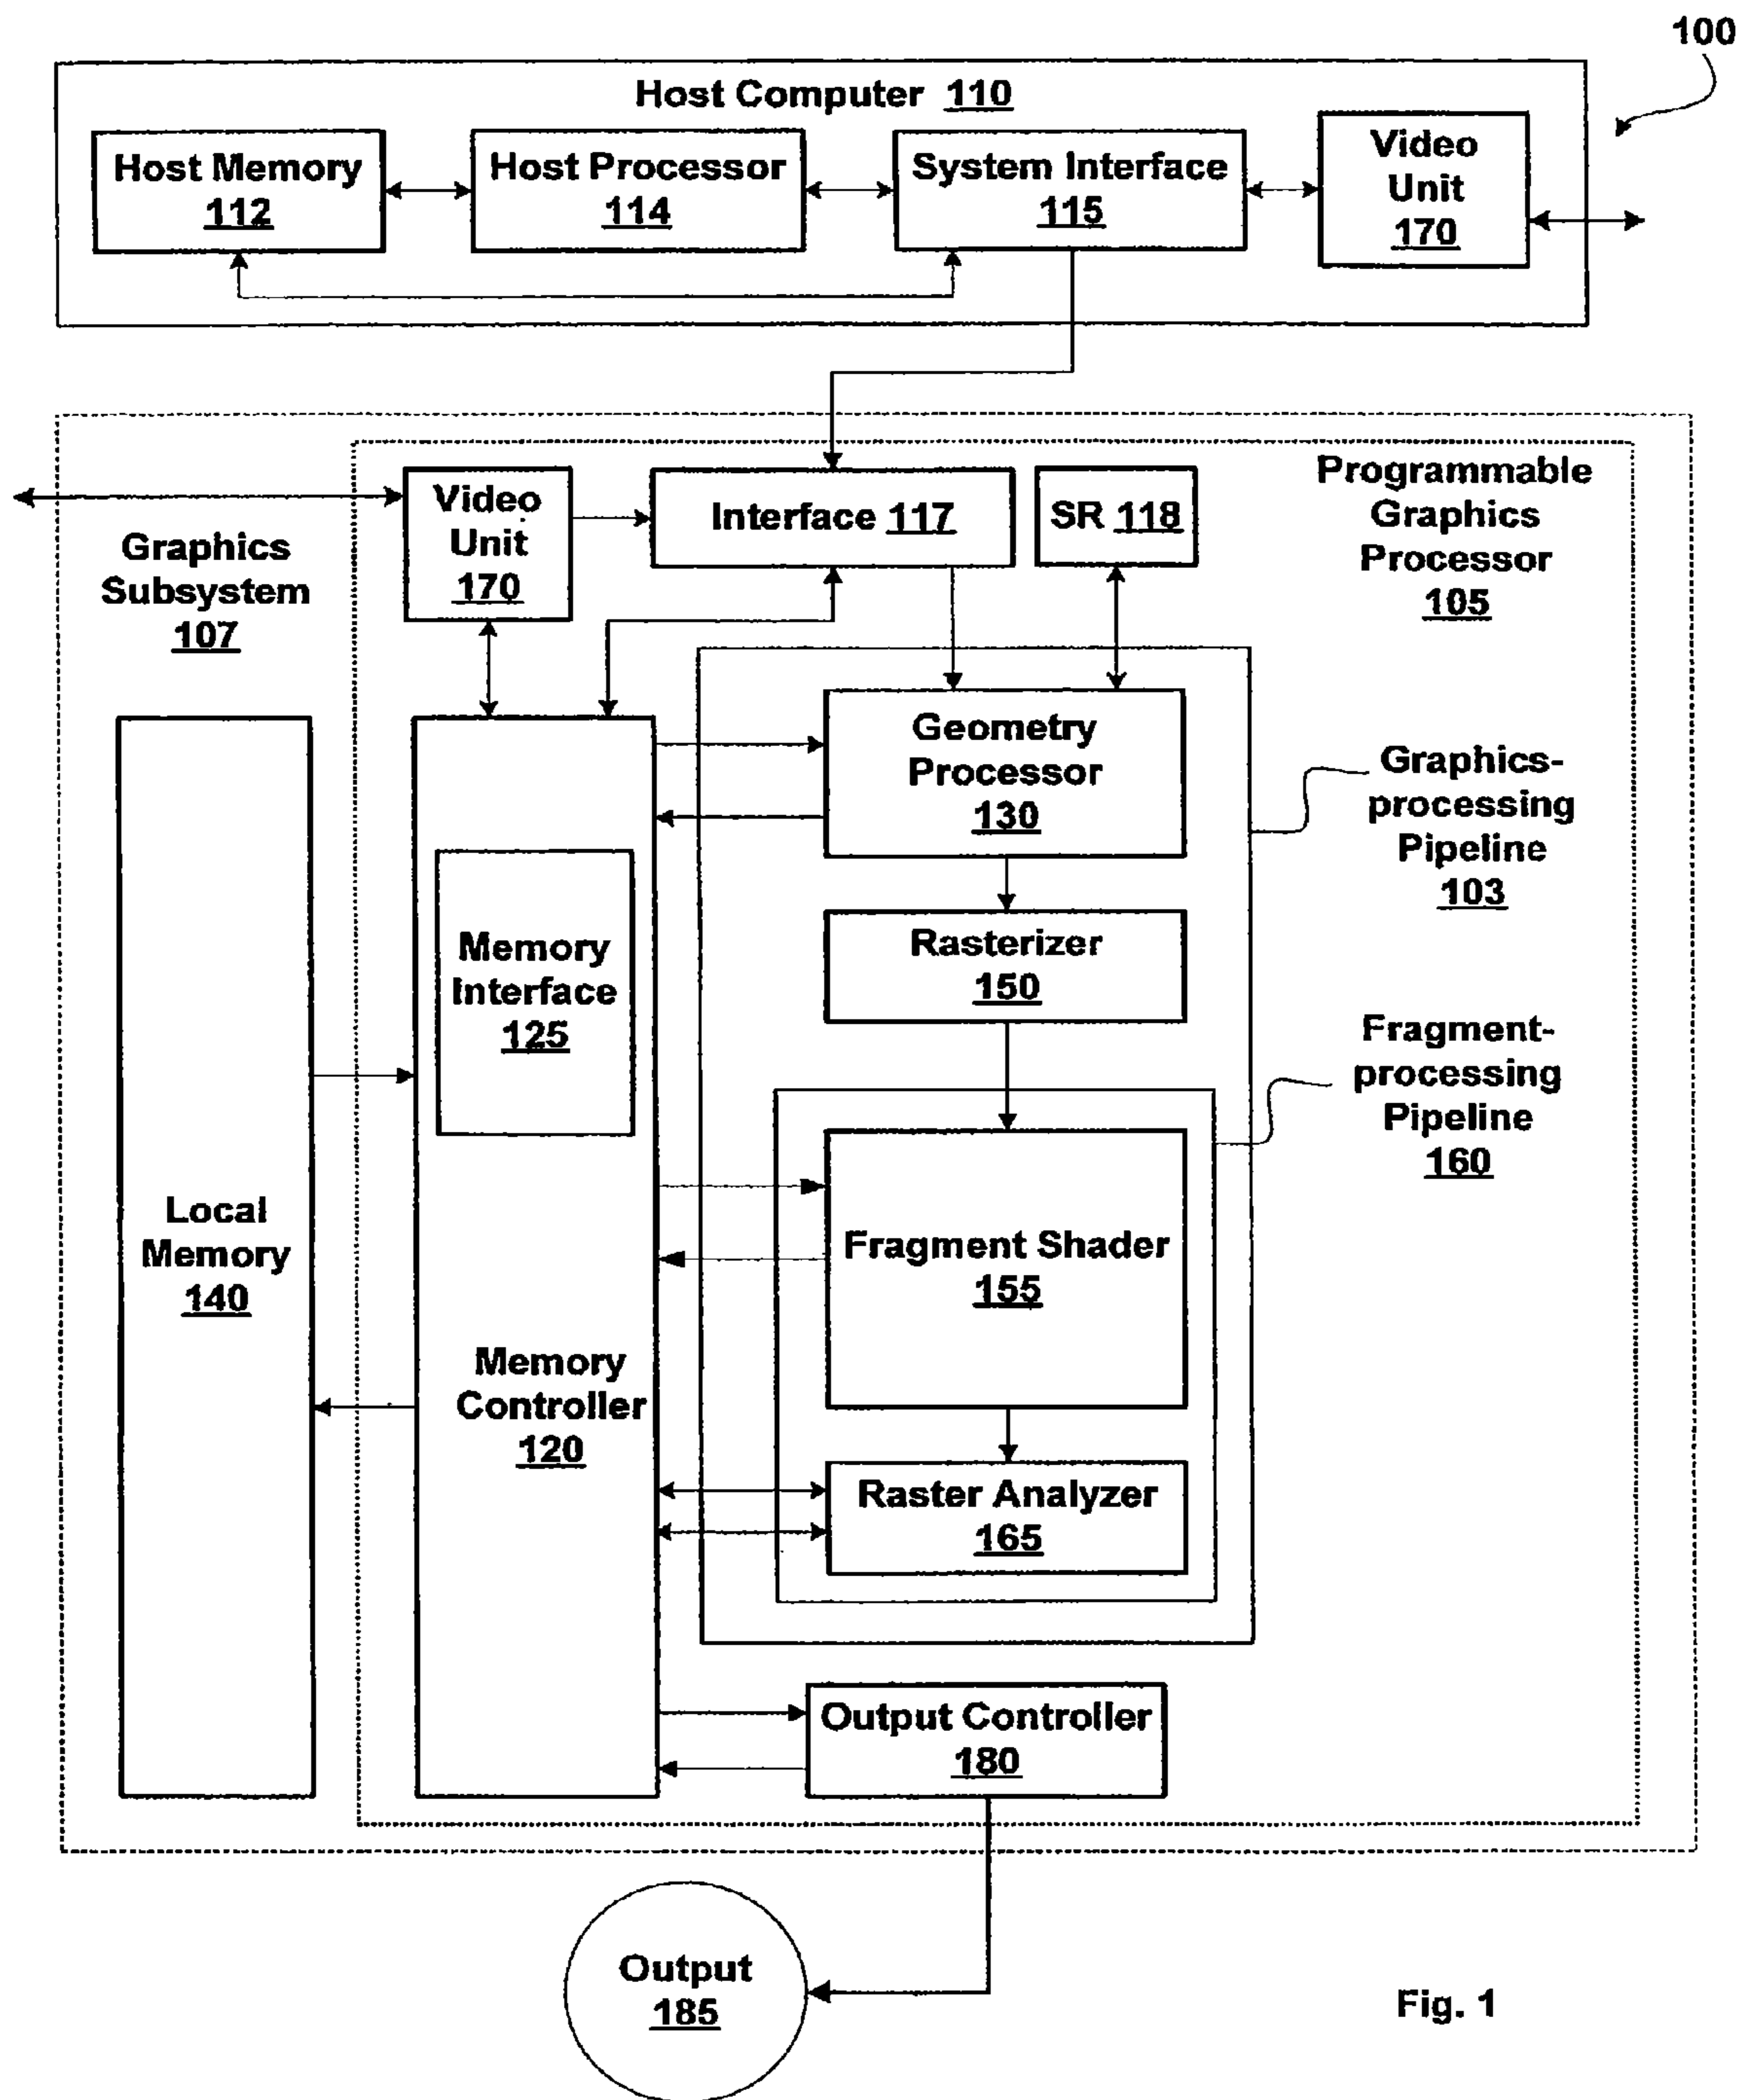 100
Host Computer 110
Host Memory
112
Host Processor
114
System Interface
115
Video
Unit
170
Graphics
Subsystem
107
Video
Unit
170
Interface 117
SR 118
Programmable
Graphics
Processor
105
Geometry
Processor
130
Graphics-
processing
Pipeline
103
Memory
Interface
125
Rasterizer
150
Fragment-
processing
Pipeline
160
Local
Memory
140
Fragment Shader
155
Memory
Controller
120
Raster Analyzer
165
Output Controller
180
Output
185
Fig. 1